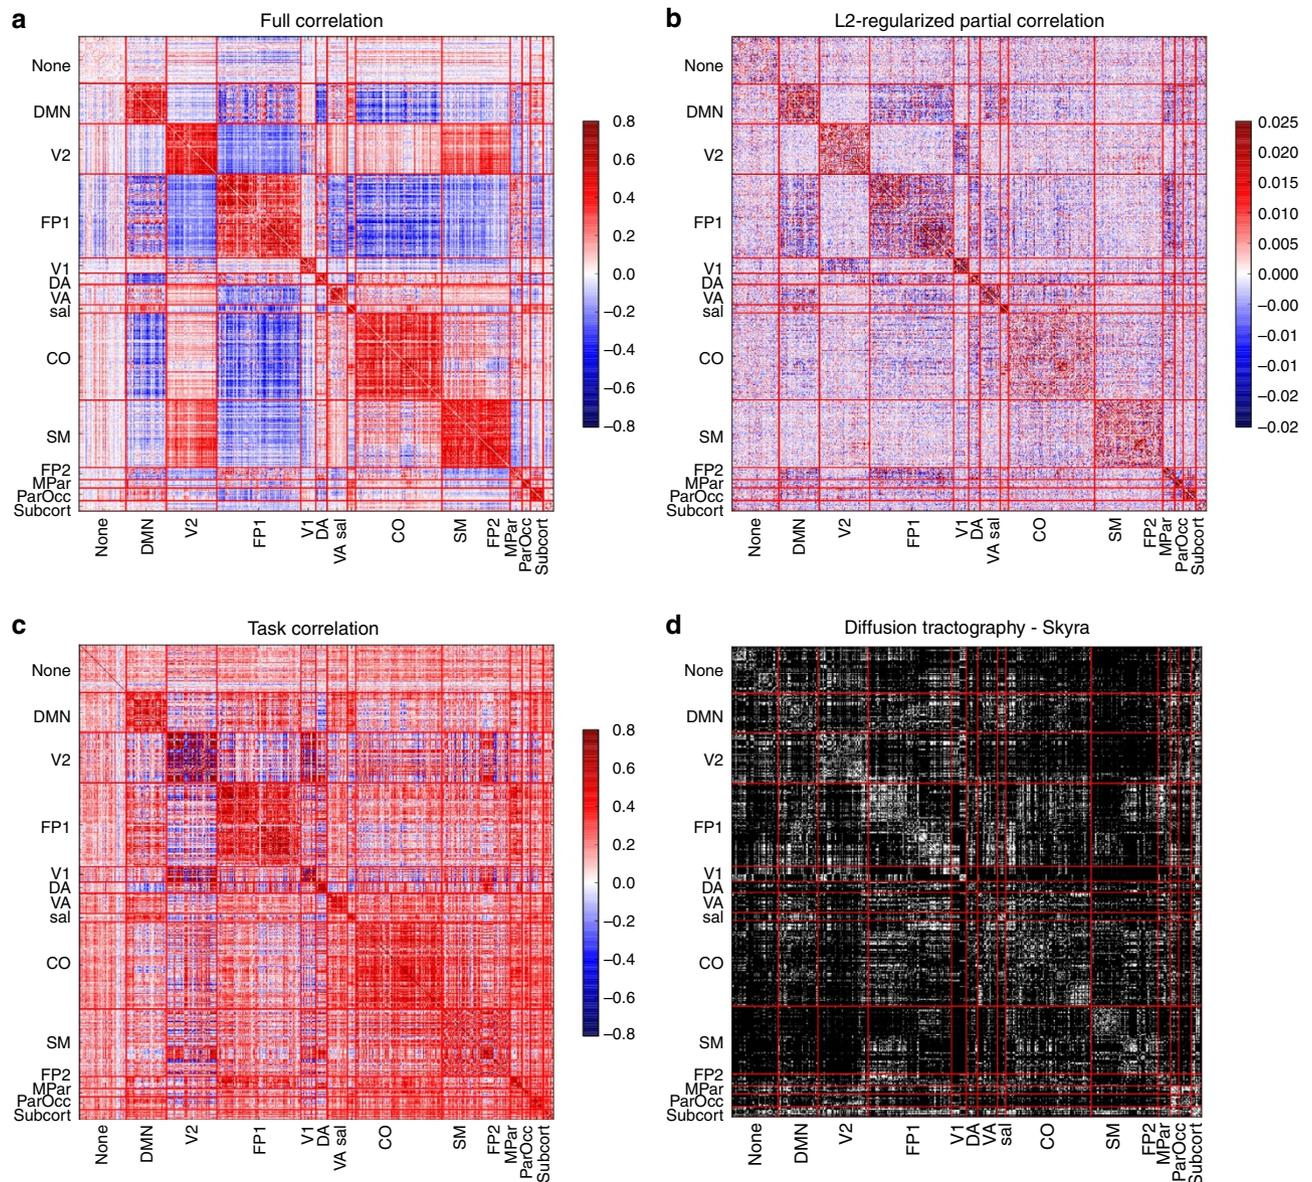 a
Full correlation
None
DMN
V2
FP1
V1
DA
VA
sal
CO
SM
FP2
MPar
ParOcc
Subcort
None
DMN
V2
FP1
V1
DA
VA sal
CO
SM
FP2
MPar
ParOcc
Subcort
0.8
0.6
0.4
0.2
0.0
–0.2
–0.4
–0.6
–0.8
b
L2-regularized partial correlation
None
DMN
V2
FP1
V1
DA
VA
sal
CO
SM
FP2
MPar
ParOcc
Subcort
None
DMN
V2
FP1
V1
DA
VA sal
CO
SM
FP2
MPar
ParOcc
Subcort
0.025
0.020
0.015
0.010
0.005
0.000
–0.00
–0.01
–0.01
–0.02
–0.02
c
Task correlation
None
DMN
V2
FP1
V1
DA
VA
sal
CO
SM
FP2
MPar
ParOcc
Subcort
None
DMN
V2
FP1
V1
DA
VA sal
CO
SM
FP2
MPar
ParOcc
Subcort
0.8
0.6
0.4
0.2
0.0
–0.2
–0.4
–0.6
–0.8
d
Diffusion tractography - Skyra
None
DMN
V2
FP1
V1
DA
VA
sal
CO
SM
FP2
MPar
ParOcc
Subcort
None
DMN
V2
FP1
V1
DA
VA
sal
CO
SM
FP2
MPar
ParOcc
Subcort